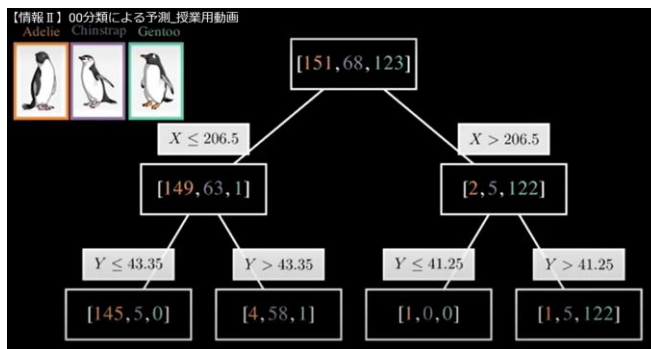 【情報Ⅱ】00分類による予測_授業用動画
Adelie Chinstrap Gentoo
[151,68,123]
X ≤ 206.5 X > 206.5
[149,63,1] [2,5,122]
Y ≤ 43.35 Y > 43.35 Y ≤ 41.25 Y > 41.25
[145,5,0] [4,58,1] [1,0,0] [1,5,122]